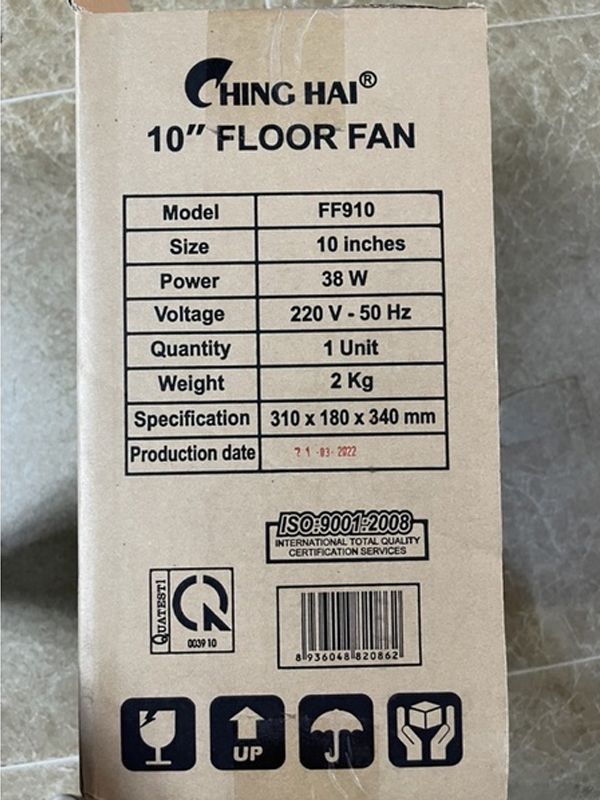 CHING HAI®
10″ FLOOR FAN
Model FF910
Size 10 inches
Power 38 W
Voltage 220 V - 50 Hz
Quantity 1 Unit
Weight 2 Kg
Specification 310 x 180 x 340 mm
Production date 21 -03- 2022
ISO:9001:2008
INTERNATIONAL TOTAL QUALITY
CERTIFICATION SERVICES
QUATEST1
003910
8 936048 820862
UP